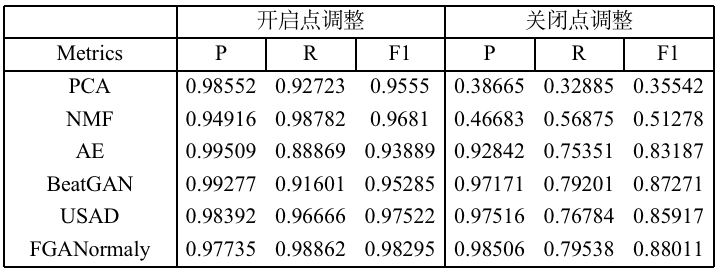 开启点调整 关闭点调整
Metrics P R F1 P R F1
PCA 0.98552 0.92723 0.9555 0.38665 0.32885 0.35542
NMF 0.94916 0.98782 0.9681 0.46683 0.56875 0.51278
AE 0.99509 0.88869 0.93889 0.92842 0.75351 0.83187
BeatGAN 0.99277 0.91601 0.95285 0.97171 0.79201 0.87271
USAD 0.98392 0.96666 0.97522 0.97516 0.76784 0.85917
FGANormaly 0.97735 0.98862 0.98295 0.98506 0.79538 0.88011